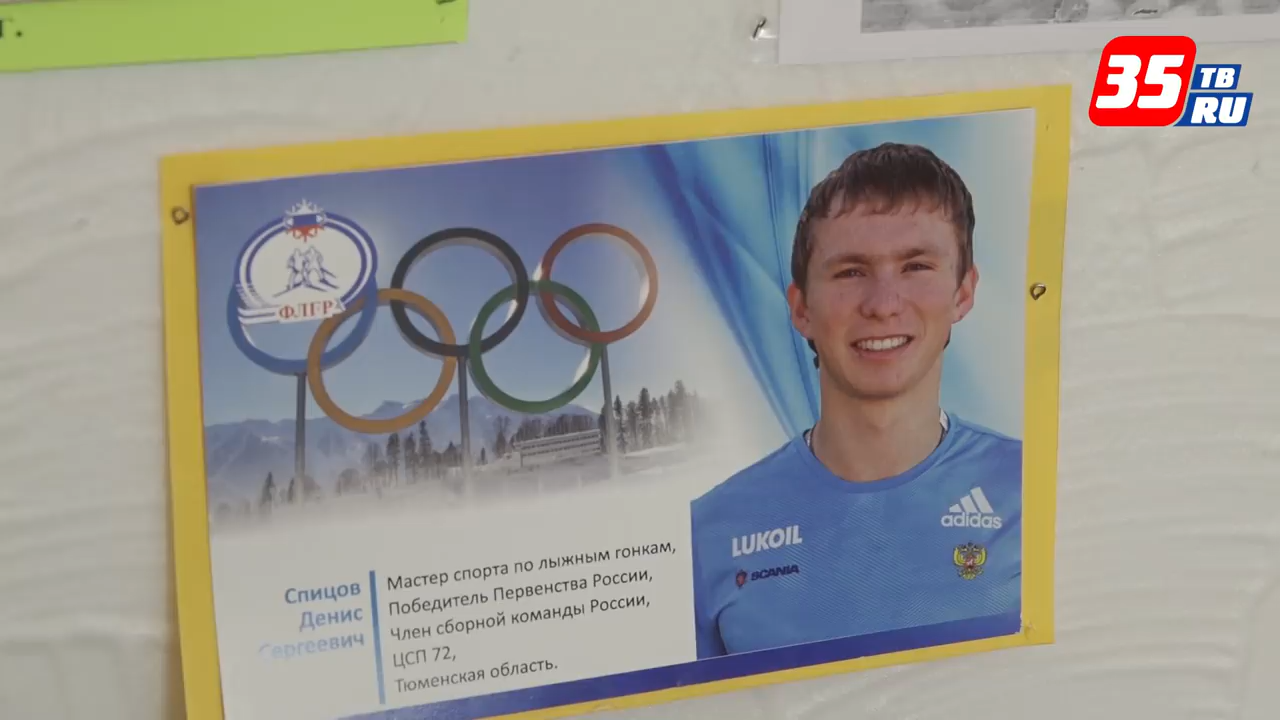 г.
35
ТВ
RU
ФЛГР
LUKOIL
adidas
SCANIA
Спицов
Денис
Сергеевич
Мастер спорта по лыжным гонкам,
Победитель Первенства России,
Член сборной команды России,
ЦСП 72,
Тюменская область.